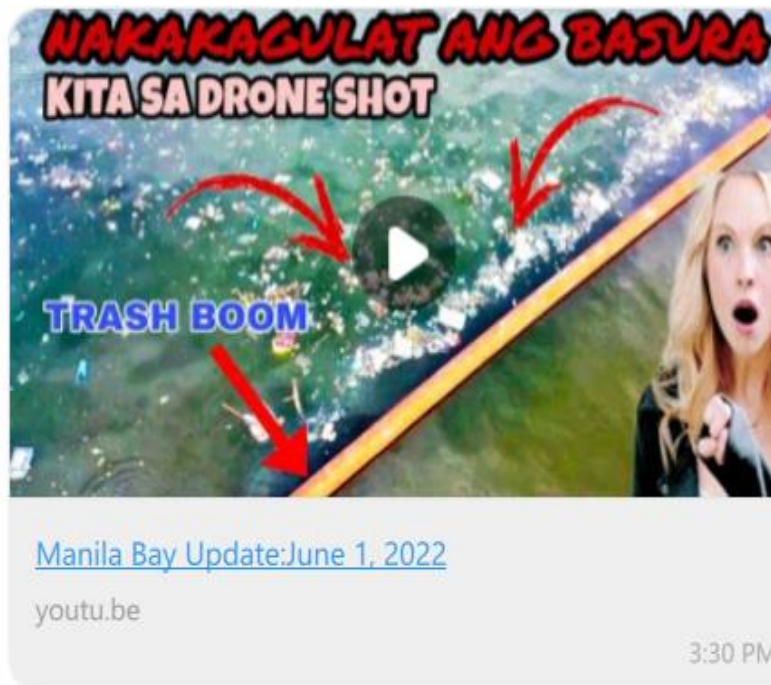 NAKAKAGULAT ANG BASURA
KITA SA DRONE SHOT
TRASH BOOM
Manila Bay Update:June 1, 2022
youtu.be
3:30 PM